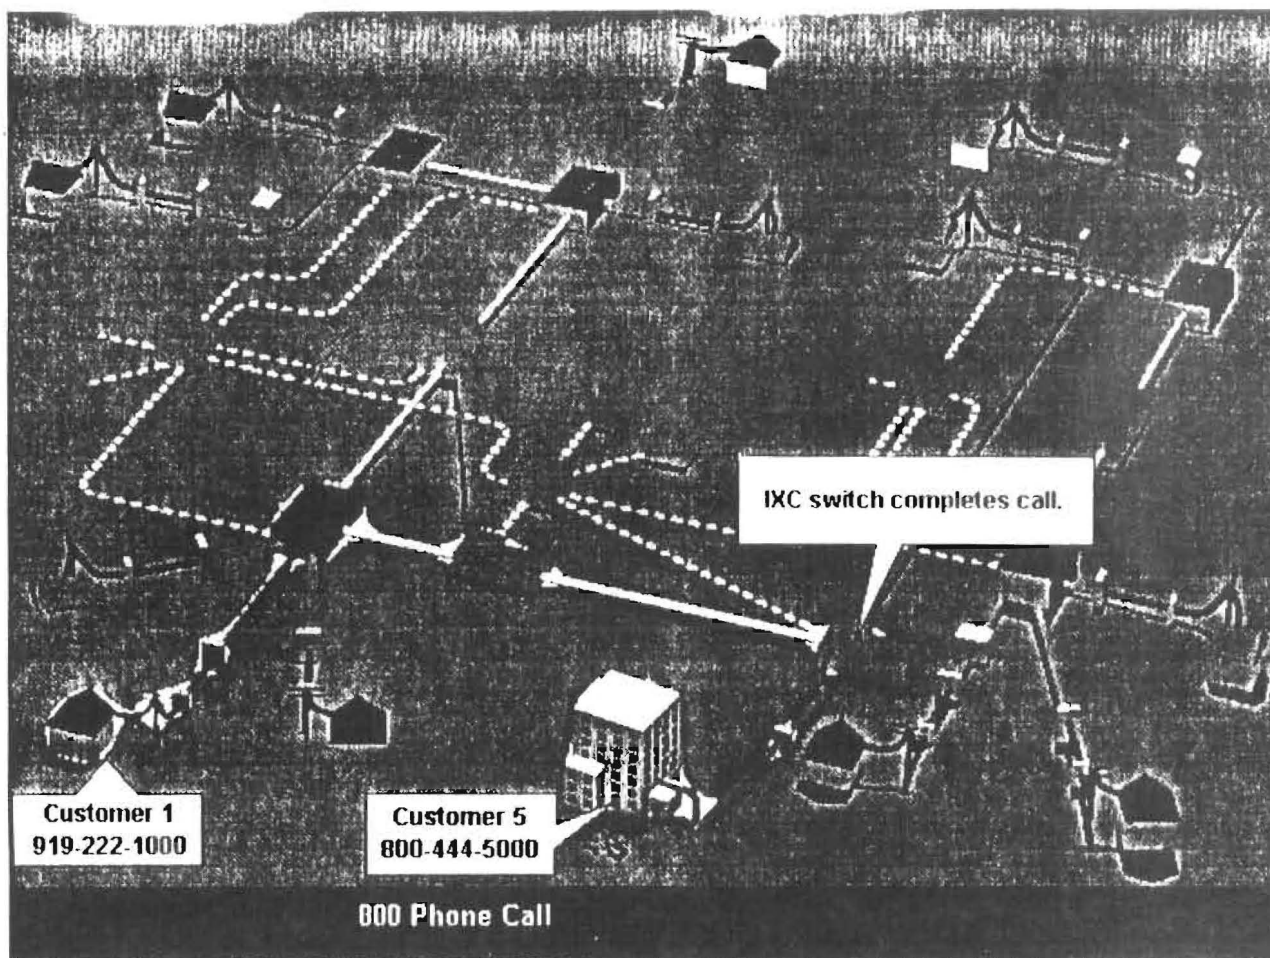 IXC switch completes call.
Customer 1
919-222-1000
Customer 5
800-444-5000
800 Phone Call